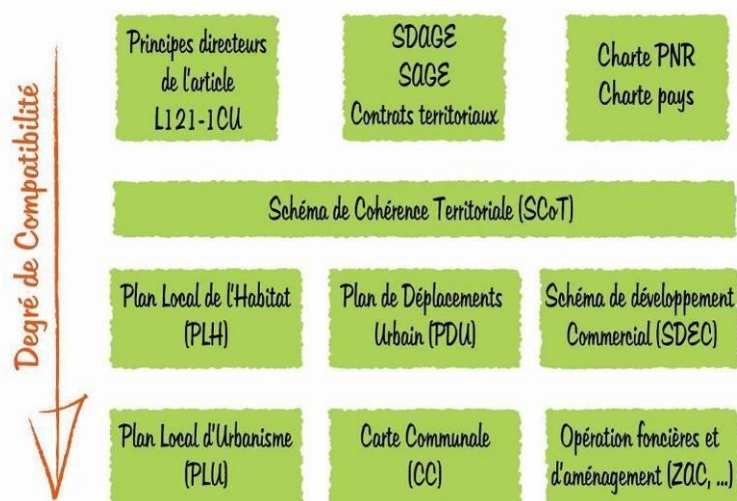 Degré de Compatibilité
Principes directeurs
de l'article
L121-1CU
SDAGE
SAGE
Contrats territoriaux
Charte PNR
Charte pays
Schéma de Cohérence Territoriale (SCoT)
Plan Local de l'Habitat
(PLH)
Plan de Déplacements
Urbain (PDU)
Schéma de développement
Commercial (SDEC)
Plan Local d'Urbanisme
(PLU)
Carte Communale
(CC)
Opération foncières et
d'aménagement (ZAC, ...)